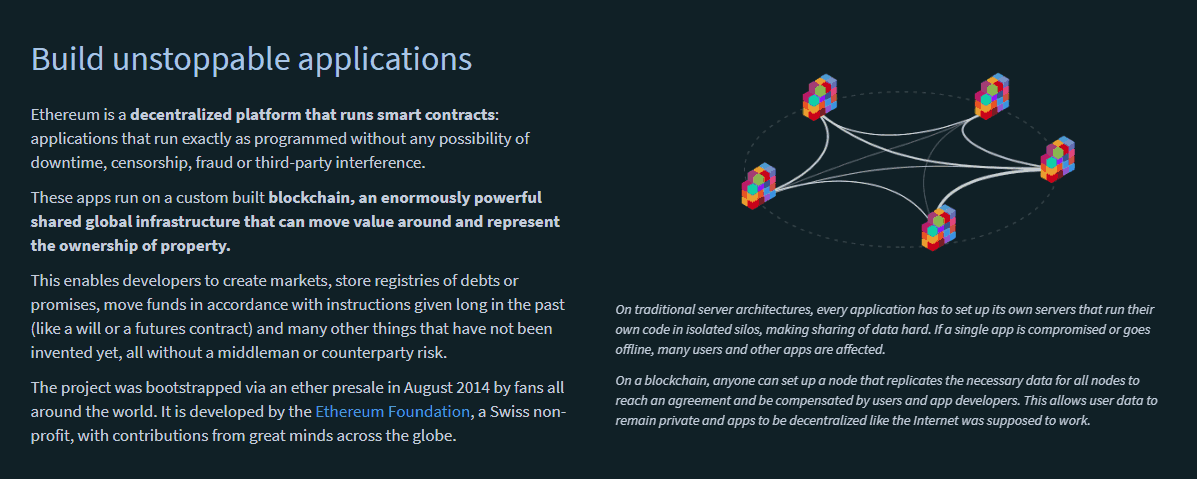 Build unstoppable applications
Ethereum is a decentralized platform that runs smart contracts:
applications that run exactly as programmed without any possibility of
downtime, censorship, fraud or third-party interference.
These apps run on a custom built blockchain, an enormously powerful
shared global infrastructure that can move value around and represent
the ownership of property.
This enables developers to create markets, store registries of debts or
promises, move funds in accordance with instructions given long in the past
(like a will or a futures contract) and many other things that have not been
invented yet, all without a middleman or counterparty risk.
The project was bootstrapped via an ether presale in August 2014 by fans all
around the world. It is developed by the Ethereum Foundation, a Swiss non-
profit, with contributions from great minds across the globe.
On traditional server architectures, every application has to set up its own servers that run their
own code in isolated silos, making sharing of data hard. If a single app is compromised or goes
offline, many users and other apps are affected.
On a blockchain, anyone can set up a node that replicates the necessary data for all nodes to
reach an agreement and be compensated by users and app developers. This allows user data to
remain private and apps to be decentralized like the Internet was supposed to work.